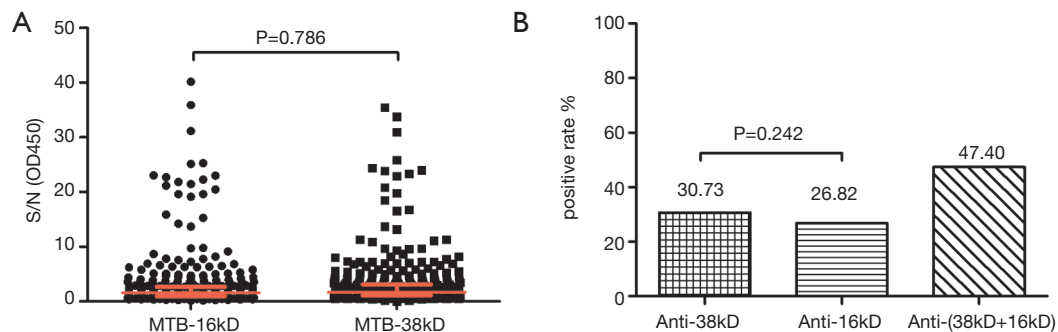 A
S/N (OD450)
50
40
30
20
10
0
P=0.786
MTB-16kD
MTB-38kD
B
positive rate %
100
80
60
40
20
0
P=0.242
30.73
26.82
47.40
Anti-38kD
Anti-16kD
Anti-(38kD+16kD)